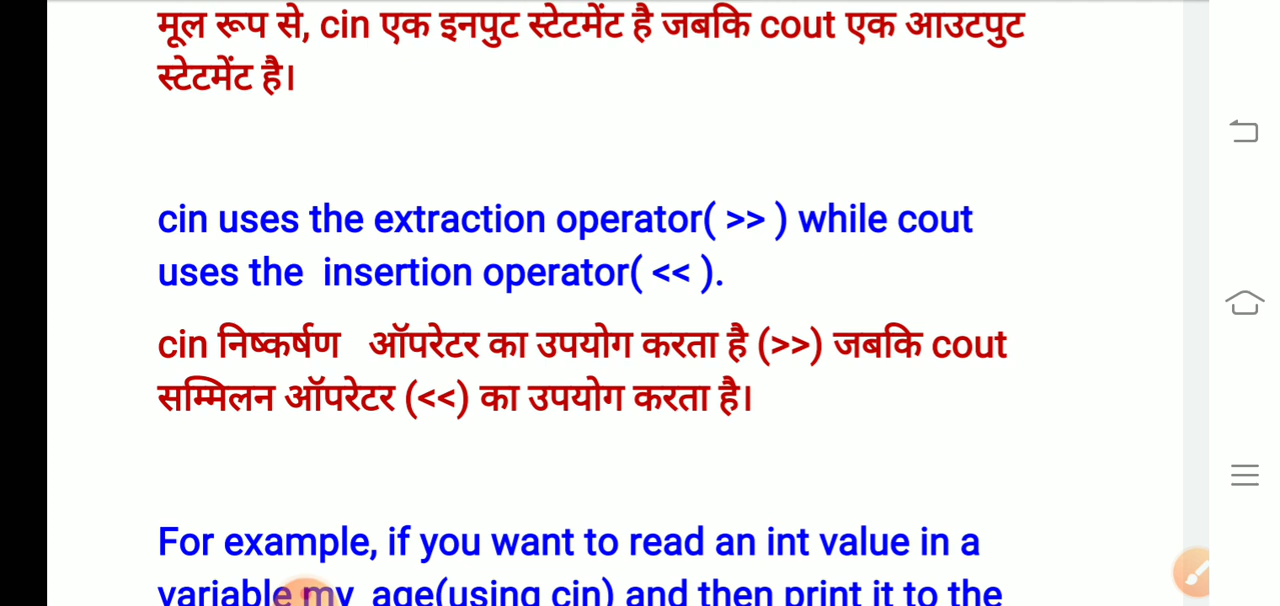 मूल रूप से, cin एक इनपुट स्टेटमेंट है जबकि cout एक आउटपुट
स्टेटमेंट है।
cin uses the extraction operator( >> ) while cout
uses the insertion operator( << ).
cin निष्कर्षण ऑपरेटर का उपयोग करता है (>>) जबकि cout
सम्मिलन ऑपरेटर (<<) का उपयोग करता है।
For example, if you want to read an int value in a
variable my_age(using cin) and then print it to the